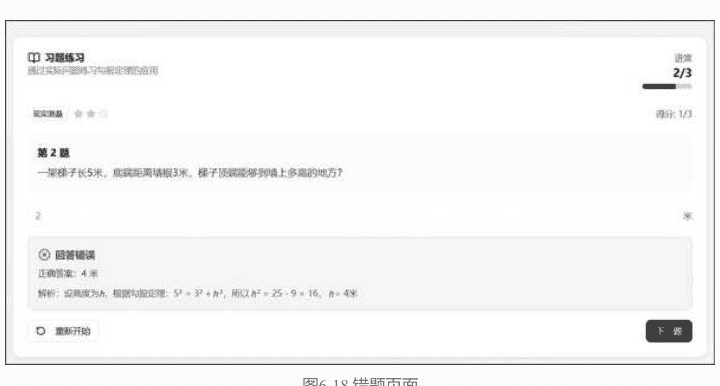 习题练习
通过实际问题练习勾股定理的应用
进度
2/3
现实测量
得分: 1/3
第 2 题
一架梯子长5米，底端距离墙根3米，梯子顶端能够到墙上多高的地方？
2
米
回答错误
正确答案：4 米
解析：设高度为h，根据勾股定理：5² = 3² + h²，所以 h² = 25 - 9 = 16，h = 4米
重新开始
下一题
图6-18 错题页面